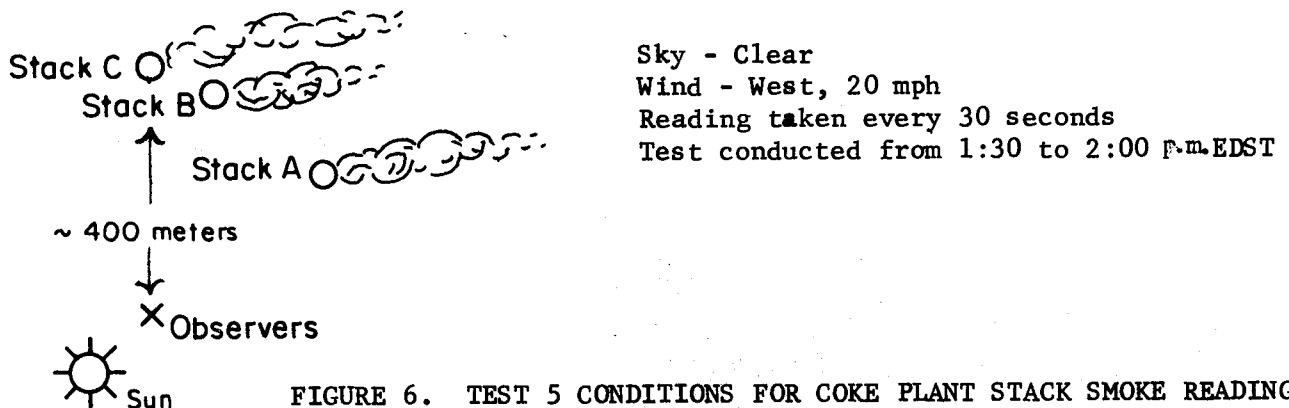 Stack C
Stack B
Stack A
~ 400 meters
Observers
Sun
Sky - Clear
Wind - West, 20 mph
Reading taken every 30 seconds
Test conducted from 1:30 to 2:00 p.m.EDST
FIGURE 6. TEST 5 CONDITIONS FOR COKE PLANT STACK SMOKE READING